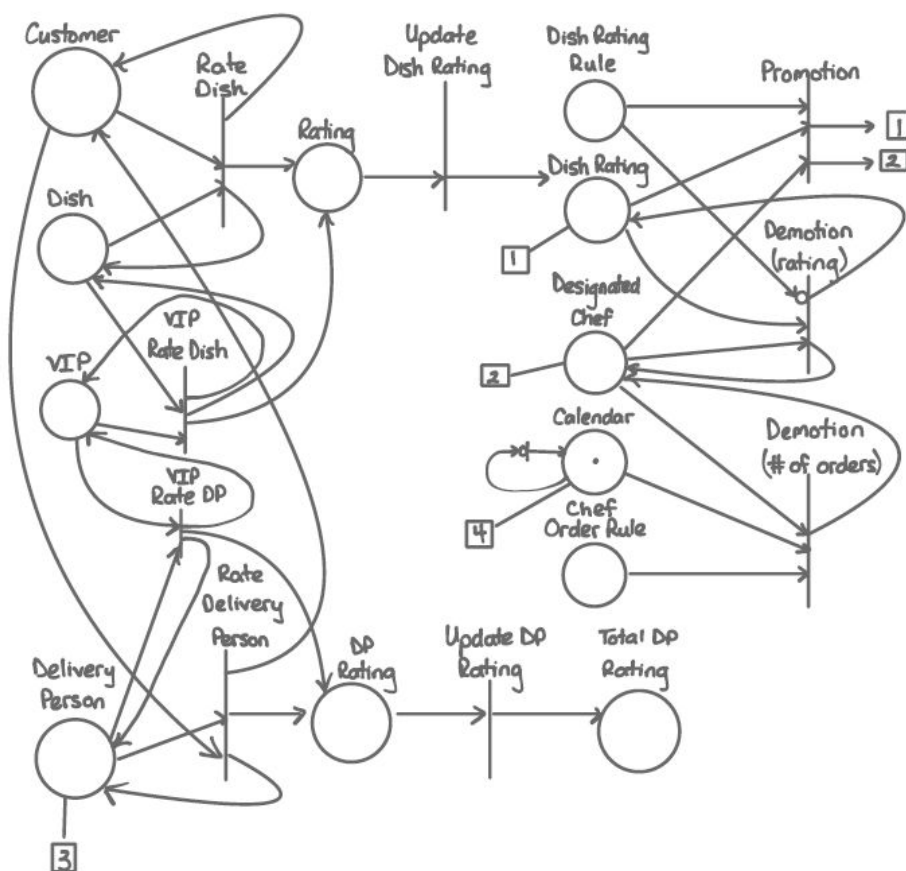 Customer
Rate
Dish
Update
Dish Rating
Dish Rating
Rule
Promotion
1
2
Rating
Dish
Dish Rating
1
Demotion
(rating)
Designated
Chef
2
VIP
Rate Dish
VIP
Calendar
Demotion
(# of orders)
VIP
Rate DP
4
Chef
Order Rule
Rate
Delivery
Person
DP
Rating
Update DP
Rating
Total DP
Rating
Delivery
Person
3